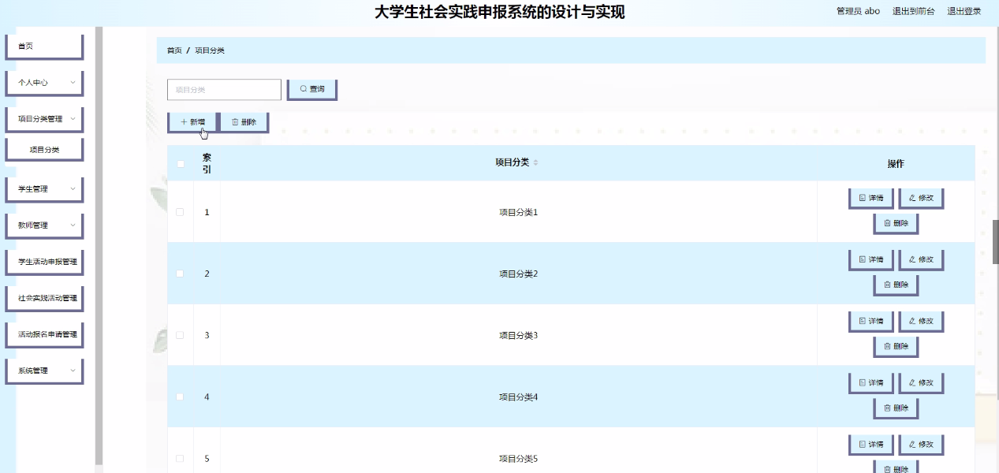 大学生社会实践申报系统的设计与实现
管理员 abo 退出到前台 退出登录
首页
个人中心
项目分类管理
项目分类
学生管理
教师管理
学生活动申报管理
社会实践活动管理
活动报名申请管理
系统管理
首页 / 项目分类
项目分类 查询
新增 删除
索引 项目分类 操作
1 项目分类1 详情 修改
删除
2 项目分类2 详情 修改
删除
3 项目分类3 详情 修改
删除
4 项目分类4 详情 修改
删除
5 项目分类5 详情 修改
删除